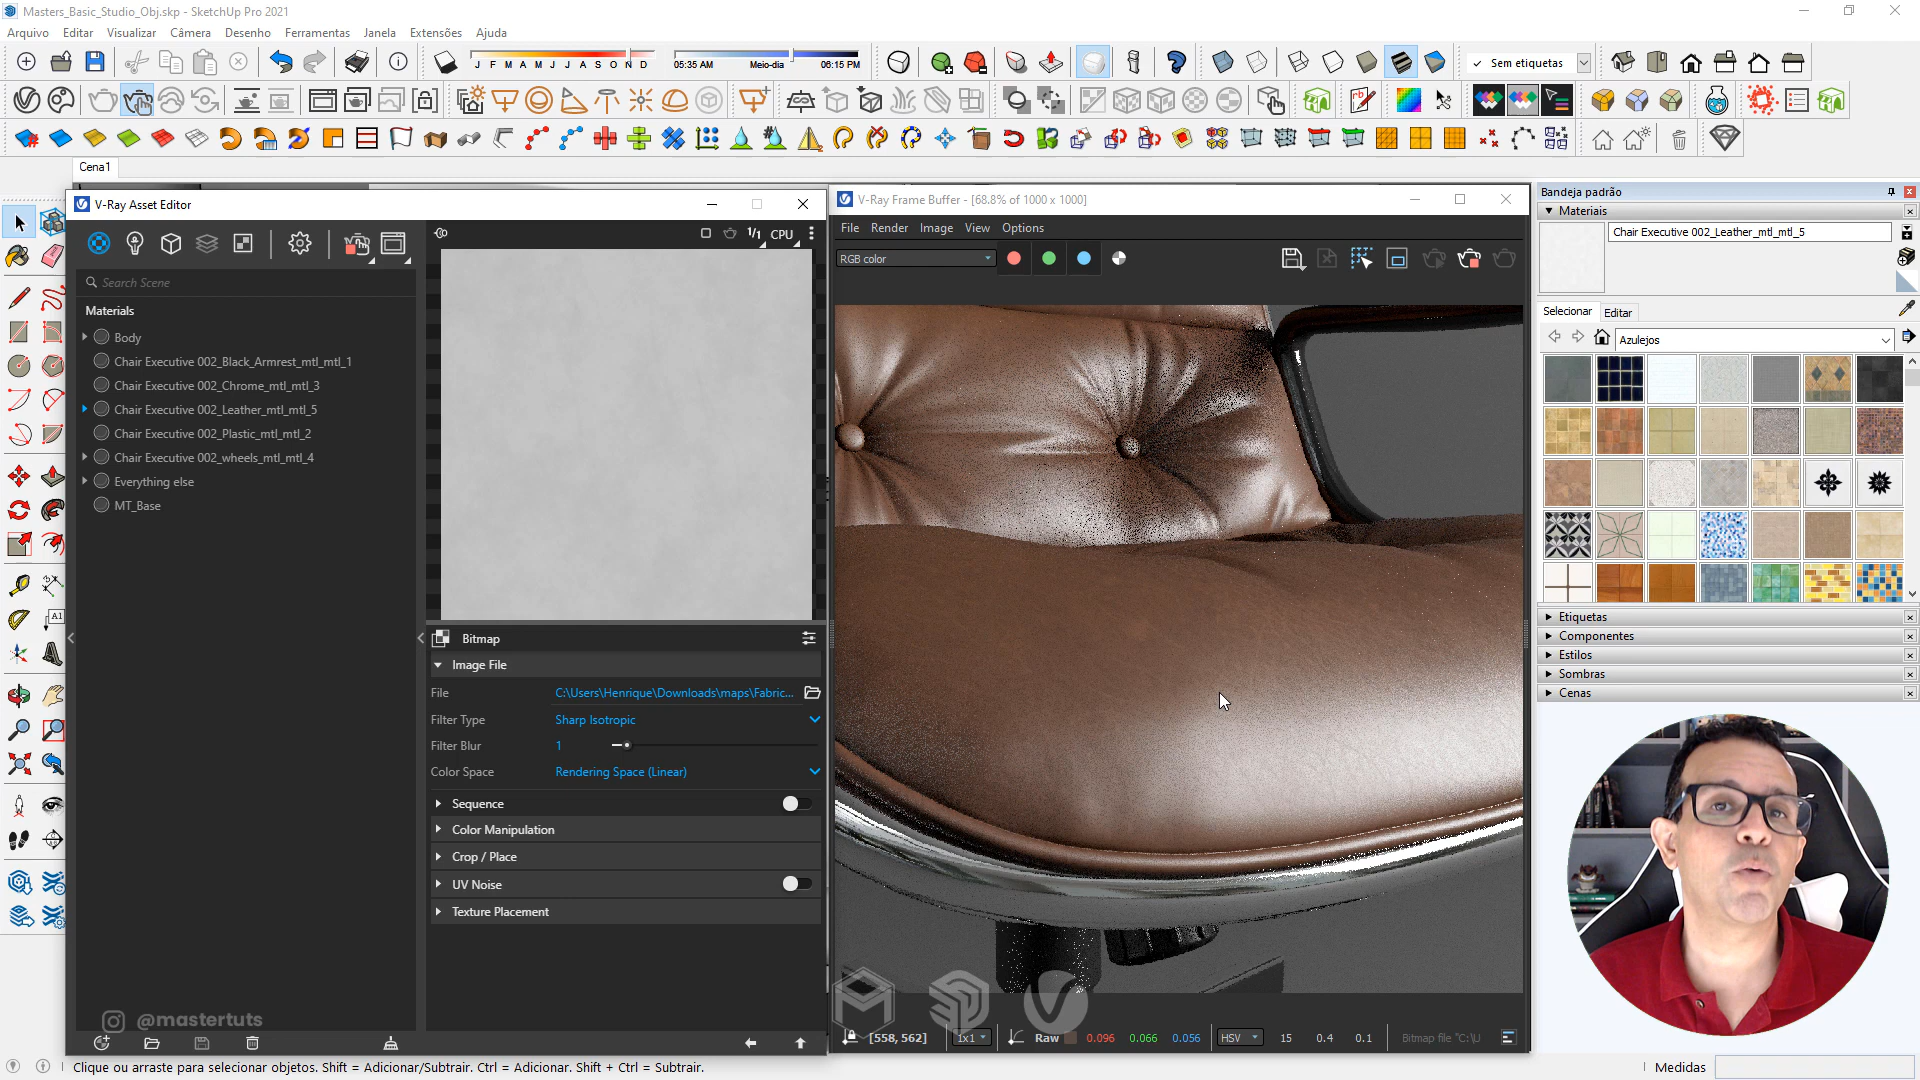 Masters_Basic_Studio_Obj.skp - SketchUp Pro 2021
Arquivo Editar Visualizar Câmera Desenho Ferramentas Janela Extensões Ajuda
J F M A M J J A S O N D
05:35 AM Meio-dia 06:15 PM
Sem etiquetas
Cena1
V-Ray Asset Editor
1/1 CPU
Search Scene
Materials
Body
Chair Executive 002_Black_Armrest_mtl_mtl_1
Chair Executive 002_Chrome_mtl_mtl_3
Chair Executive 002_Leather_mtl_mtl_5
Chair Executive 002_Plastic_mtl_mtl_2
Chair Executive 002_wheels_mtl_mtl_4
Everything else
MT_Base
@mastertuts
Bitmap
Image File
File C:\Users\Henrique\Downloads\maps\Fabric...
Filter Type Sharp Isotropic
Filter Blur 1
Color Space Rendering Space (Linear)
Sequence
Color Manipulation
Crop / Place
UV Noise
Texture Placement
V-Ray Frame Buffer - [68.8% of 1000 x 1000]
File Render Image View Options
RGB color
[558, 562] 1x1 Raw 0.096 0.066 0.056 HSV 15 0.4 0.1 Bitmap file "C:\U
Bandeja padrão
Materiais
Chair Executive 002_Leather_mtl_mtl_5
Selecionar Editar
Azulejos
Etiquetas
Componentes
Estilos
Sombras
Cenas
Clique ou arraste para selecionar objetos. Shift = Adicionar/Subtrair. Ctrl = Adicionar. Shift + Ctrl = Subtrair.
Medidas